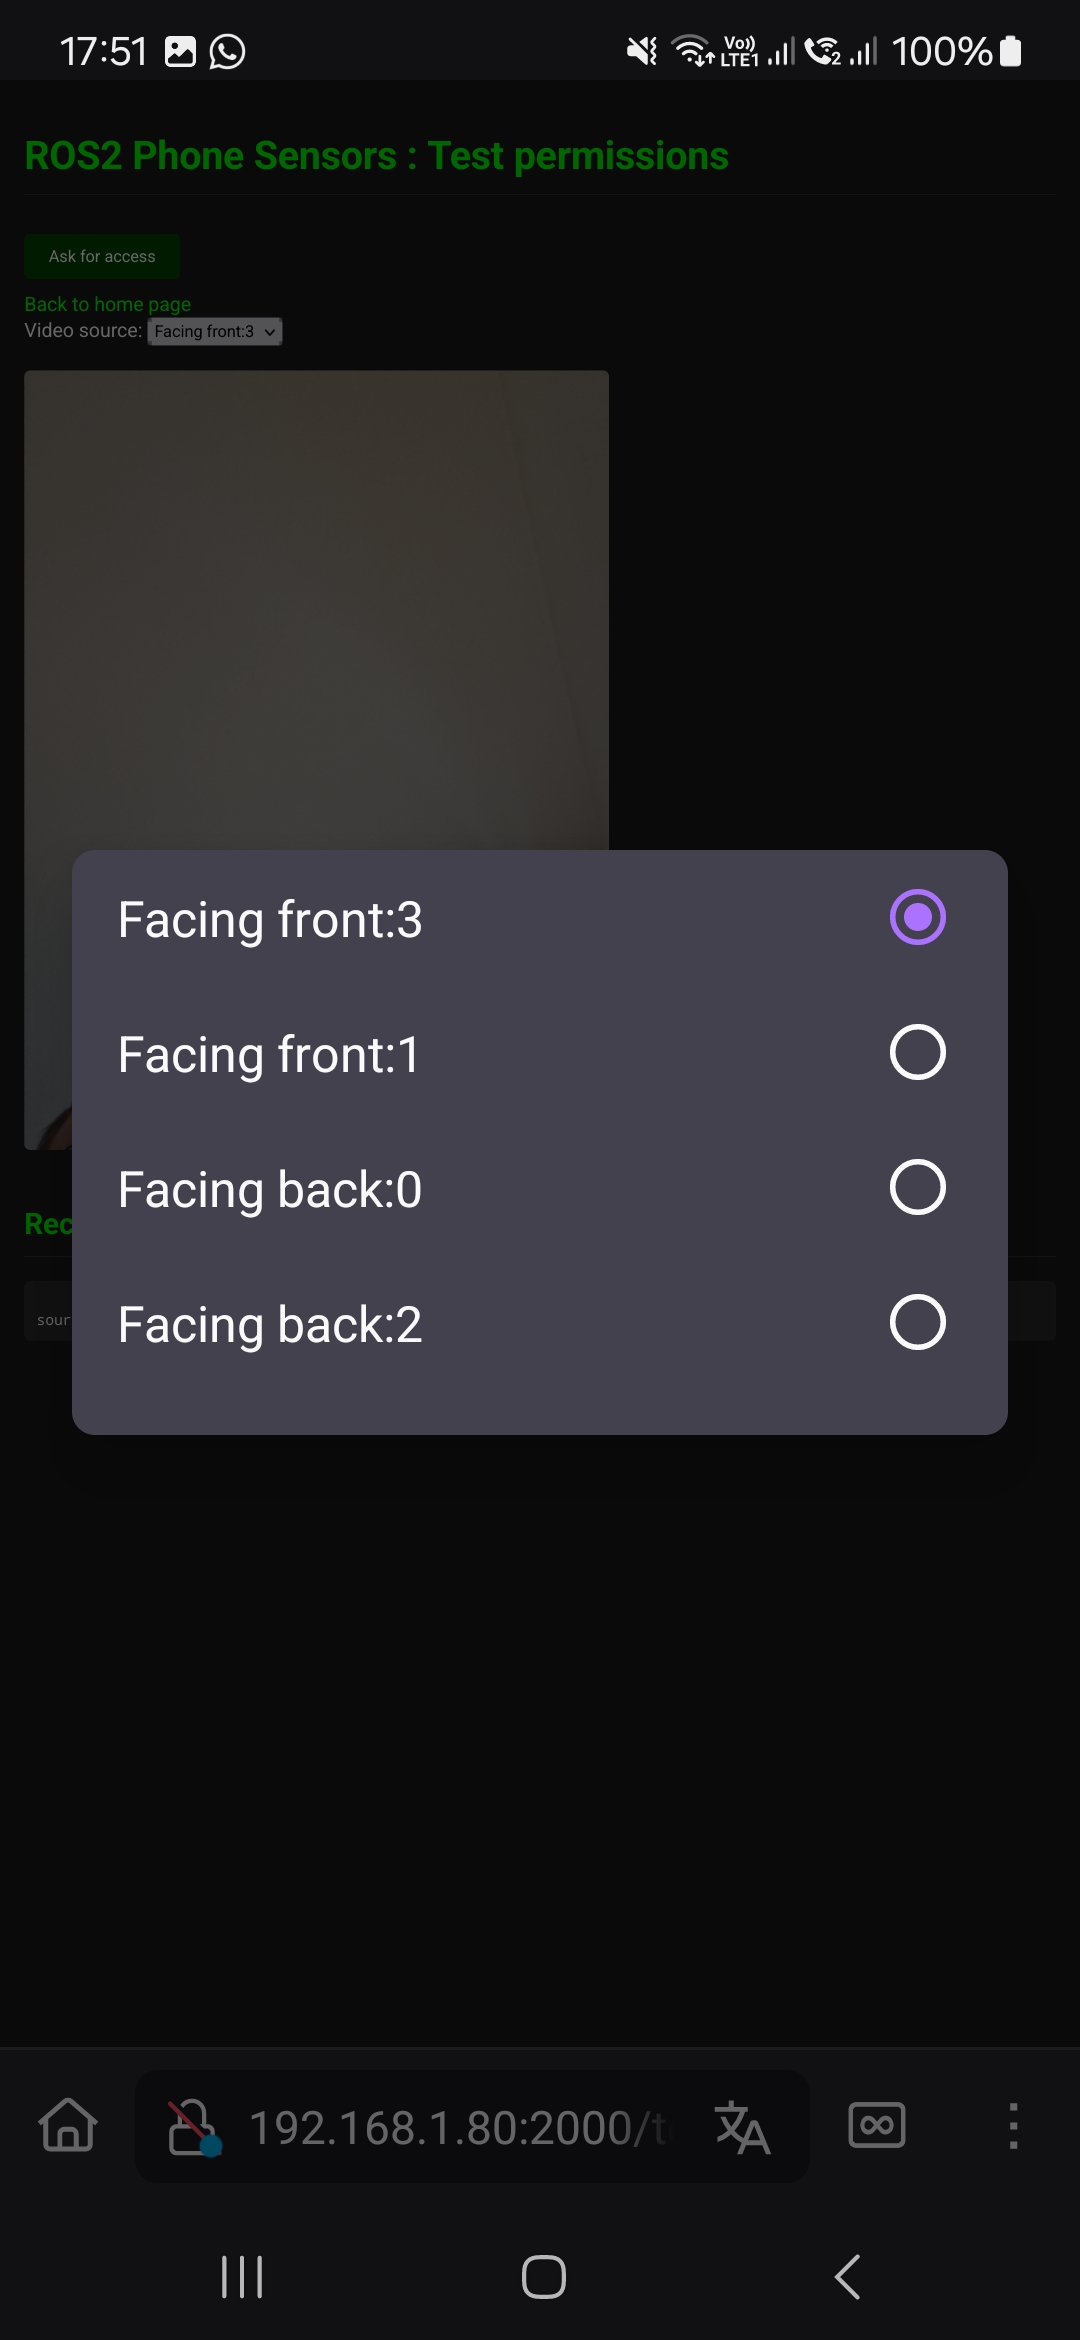 17:51
Vo)) LTE1
2
100%
ROS2 Phone Sensors : Test permissions
Ask for access
Back to home page
Video source: Facing front:3
Facing front:3
Facing front:1
Facing back:0
Facing back:2
Rec
sour
192.168.1.80:2000/t